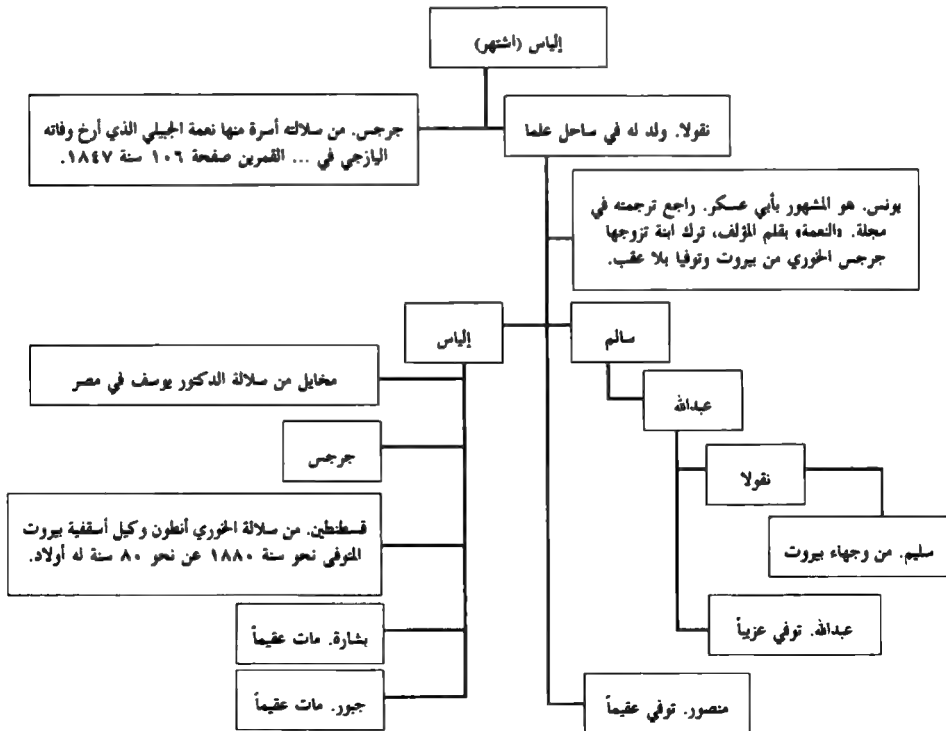 إلياس (اشتهر)
نقولا. ولد له في ساحل علما
جرجس. من سلالته أسرة منها نعمة الجبيلي الذي أرخ وفاته
اليازجي في ... القمرين صفحة ١٠٦ سنة ١٨٤٧.
يونس. هو المشهور بأبي عسكر. راجع ترجمته في
مجلة. «النعمة» بقلم المؤلف، ترك ابنة تزوجها
جرجس الخوري من بيروت وتوفيا بلا عقب.
سالم
إلياس
عبدالله
نقولا
سليم. من وجهاء بيروت
عبدالله. توفي عزيباً
مخايل من سلالة الدكتور يوسف في مصر
جرجس
قسطنطين. من سلالة الخوري أنطون وكيل أسقفية بيروت
المتوفى نحو سنة ١٨٨٠ عن نحو ٨٠ سنة له أولاد.
بشارة. مات عقيماً
جبور. مات عقيماً
منصور. توفي عقيماً